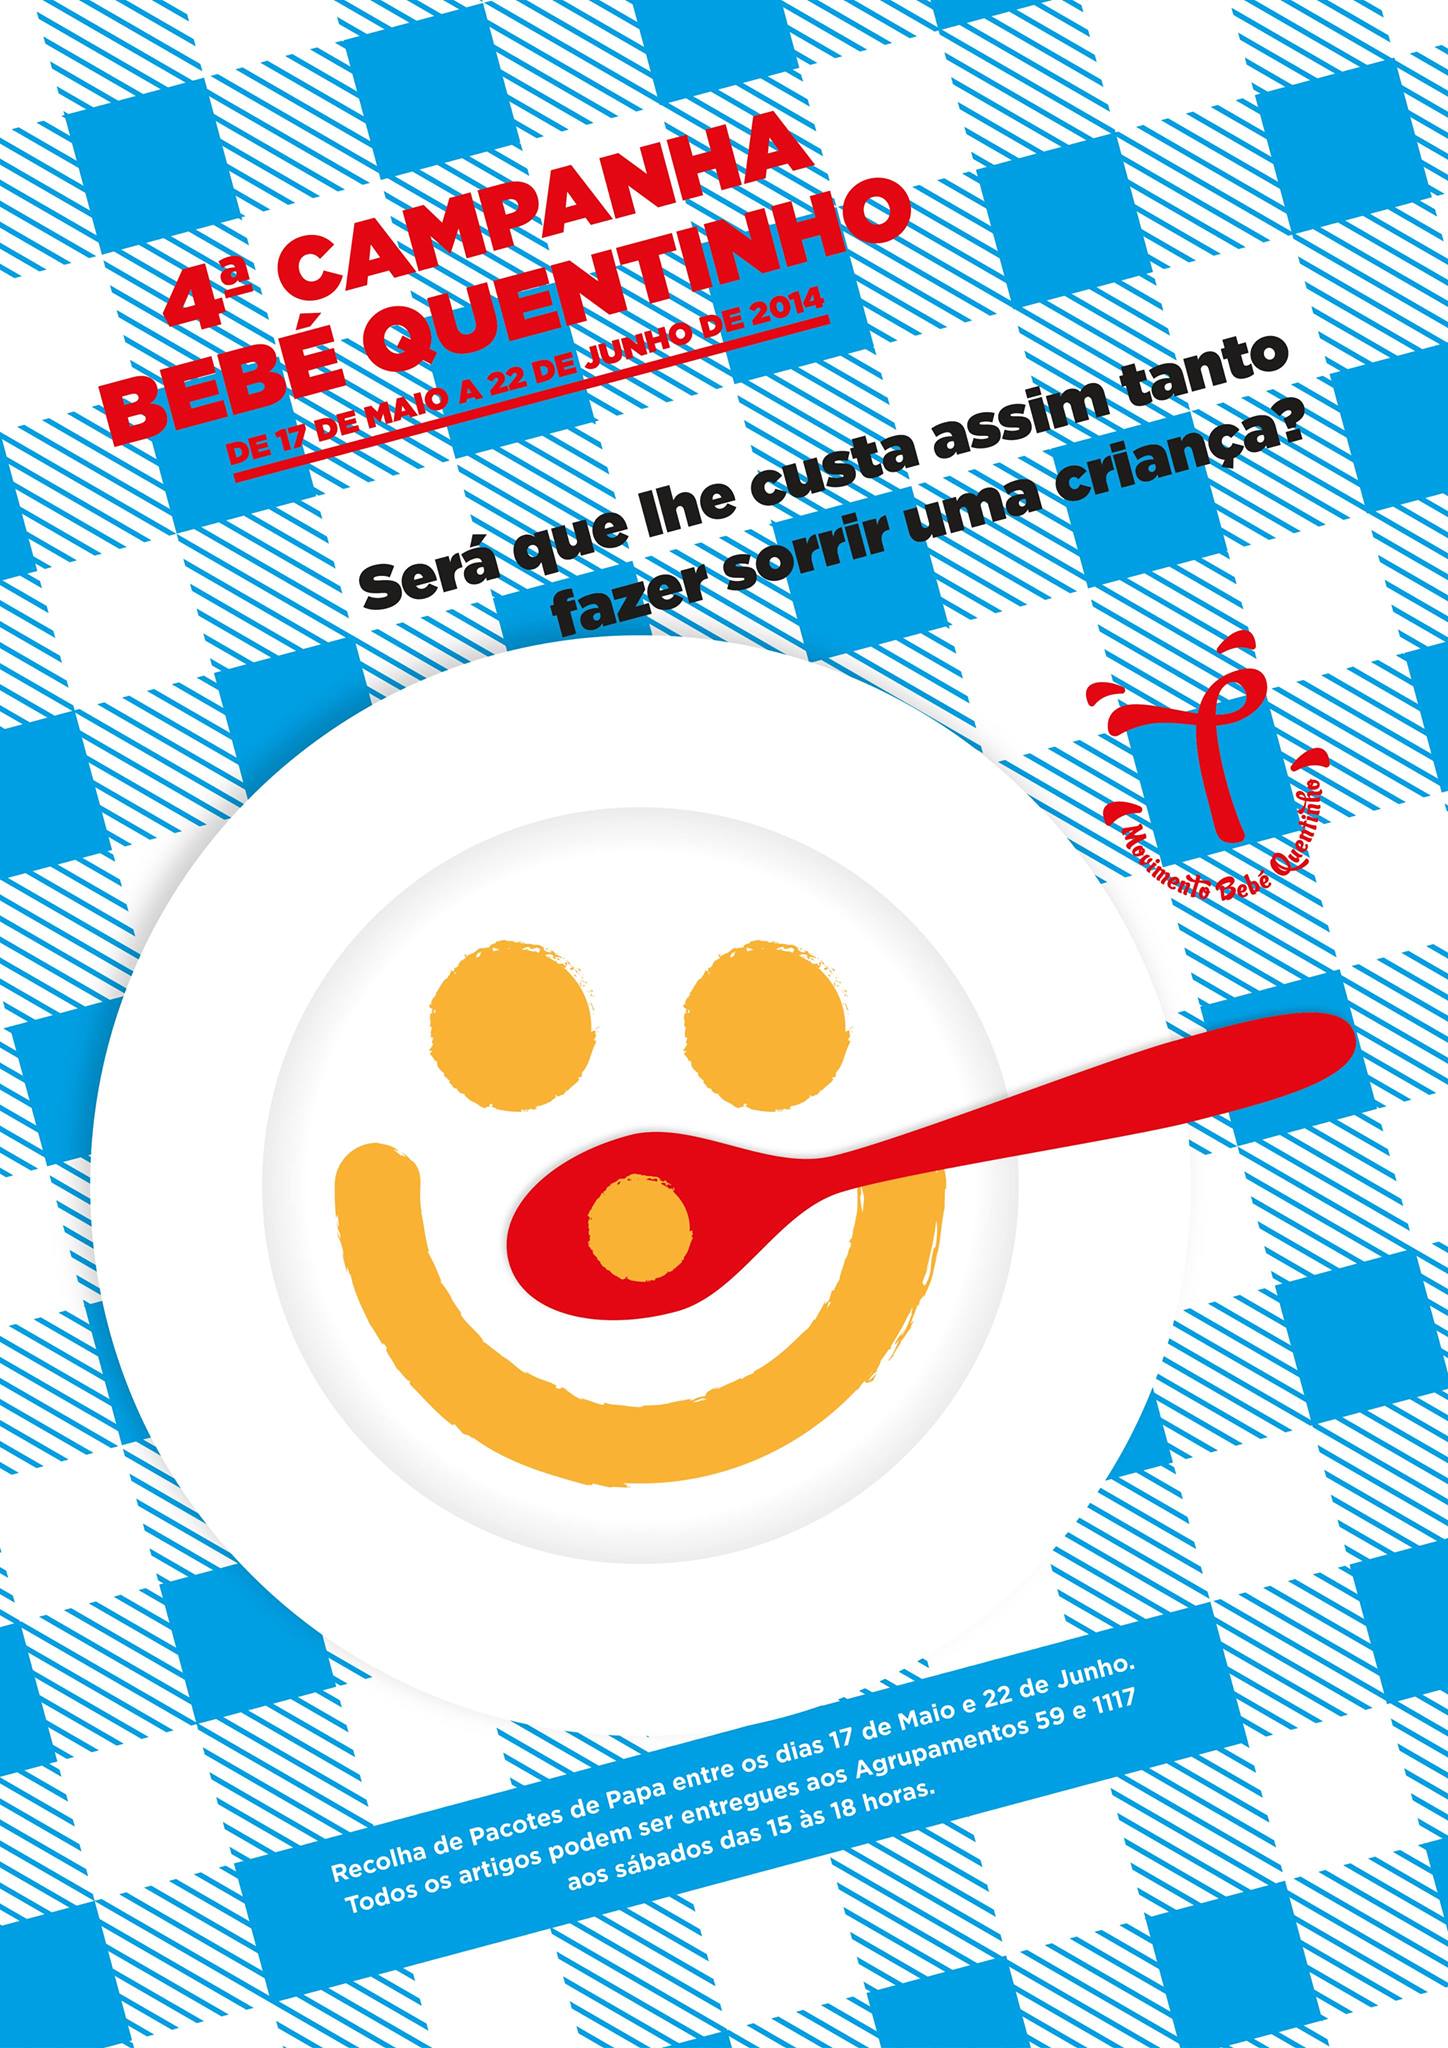 4ª CAMPANHA
BEBÉ QUENTINHO
DE 17 DE MAIO A 22 DE JUNHO DE 2014
Será que lhe custa assim tanto
fazer sorrir uma criança?
Movimento Bebé Quentinho
Recolha de Pacotes de Papa entre os dias 17 de Maio e 22 de Junho.
Todos os artigos podem ser entregues aos Agrupamentos 59 e 1117
aos sábados das 15 às 18 horas.